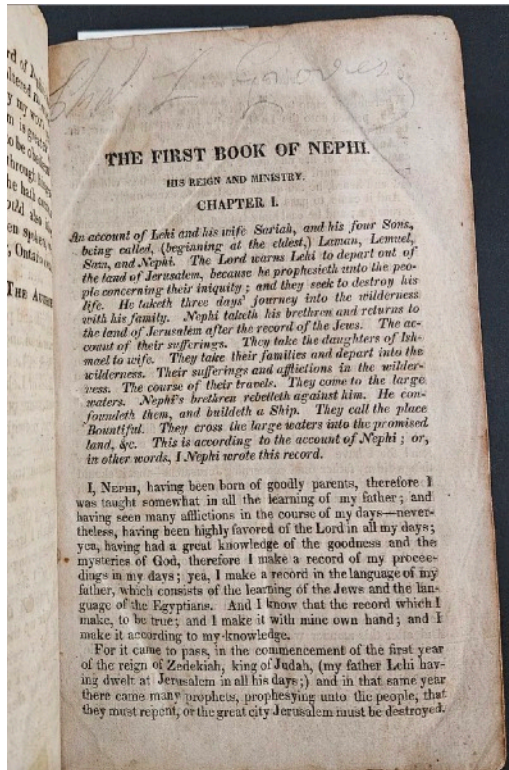 THE FIRST BOOK OF NEPHI.
HIS REIGN AND MINISTRY.
CHAPTER I.
An account of Lehi and his wife Sariah, and his four Sons,
being called, (beginning at the eldest,) Laman, Lemuel,
Sam, and Nephi. The Lord warns Lehi to depart out of
the land of Jerusalem, because he prophesieth unto the peo-
ple concerning their iniquity; and they seek to destroy his
life. He taketh three days' journey into the wilderness
with his family. Nephi taketh his brethren and returns to
the land of Jerusalem after the record of the Jews. The ac-
count of their sufferings. They take the daughters of Ish-
mael to wife. They take their families and depart into the
wilderness. Their sufferings and afflictions in the wilder-
ness. The course of their travels. They come to the large
waters. Nephi's brethren rebelleth against him. He con-
foundeth them, and buildeth a Ship. They call the place
Bountiful. They cross the large waters into the promised
land, &c. This is according to the account of Nephi; or,
in other words, I Nephi wrote this record.
I, NEPHI, having been born of goodly parents, therefore I
was taught somewhat in all the learning of my father; and
having seen many afflictions in the course of my days—never-
theless, having been highly favored of the Lord in all my days;
yea, having had a great knowledge of the goodness and the
mysteries of God, therefore I make a record of my procee-
dings in my days; yea, I make a record in the language of my
father, which consists of the learning of the Jews and the lan-
guage of the Egyptians. And I know that the record which I
make, to be true; and I make it with mine own hand; and I
make it according to my knowledge.
For it came to pass, in the commencement of the first year
of the reign of Zedekiah, king of Judah, (my father Lehi hav-
ing dwelt at Jerusalem in all his days;) and in that same year
there came many prophets, prophesying unto the people, that
they must repent, or the great city Jerusalem must be destroyed.